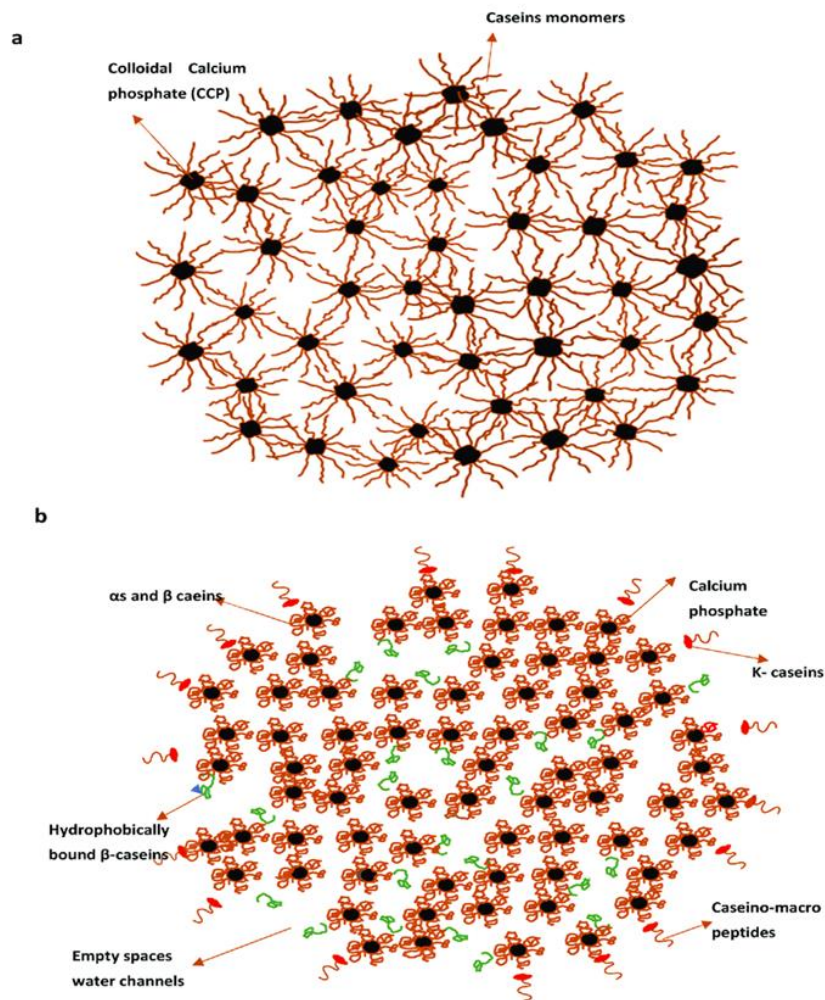 a
Caseins monomers
Colloidal Calcium
phosphate (CCP)
b
αs and β caeins
Calcium
phosphate
K- caseins
Hydrophobically
bound β-caseins
Caseino-macro
peptides
Empty spaces
water channels